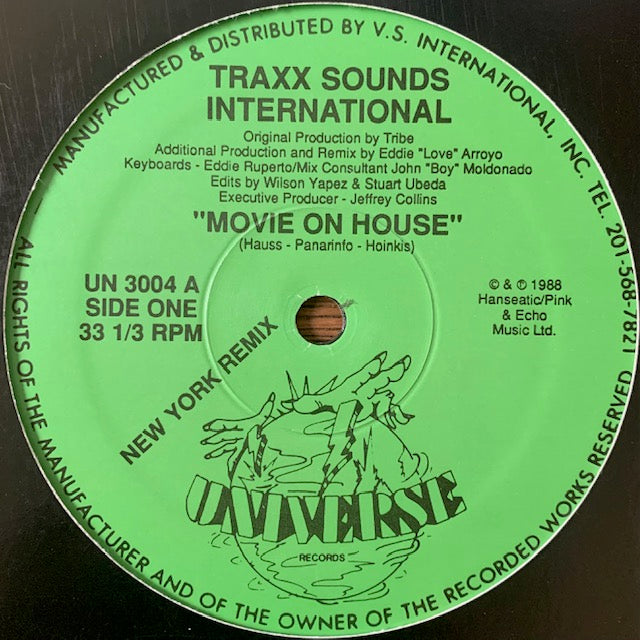 MANUFACTURED & DISTRIBUTED BY V.S. INTERNATIONAL, INC. TEL. 201-568-7821
TRAXX SOUNDS
INTERNATIONAL
Original Production by Tribe
Additional Production and Remix by Eddie "Love" Arroyo
Keyboards - Eddie Ruperto/Mix Consultant John "Boy" Moldonado
Edits by Wilson Yapez & Stuart Ubeda
Executive Producer - Jeffrey Collins
"MOVIE ON HOUSE"
(Hauss - Panarinfo - Hoinkis)
UN 3004 A
SIDE ONE
33 1/3 RPM
© & ℗ 1988
Hanseatic/Pink
& Echo
Music Ltd.
NEW YORK REMIX
UNIVERSE
RECORDS
ALL RIGHTS OF THE MANUFACTURER AND OF THE OWNER OF THE RECORDED WORKS RESERVED